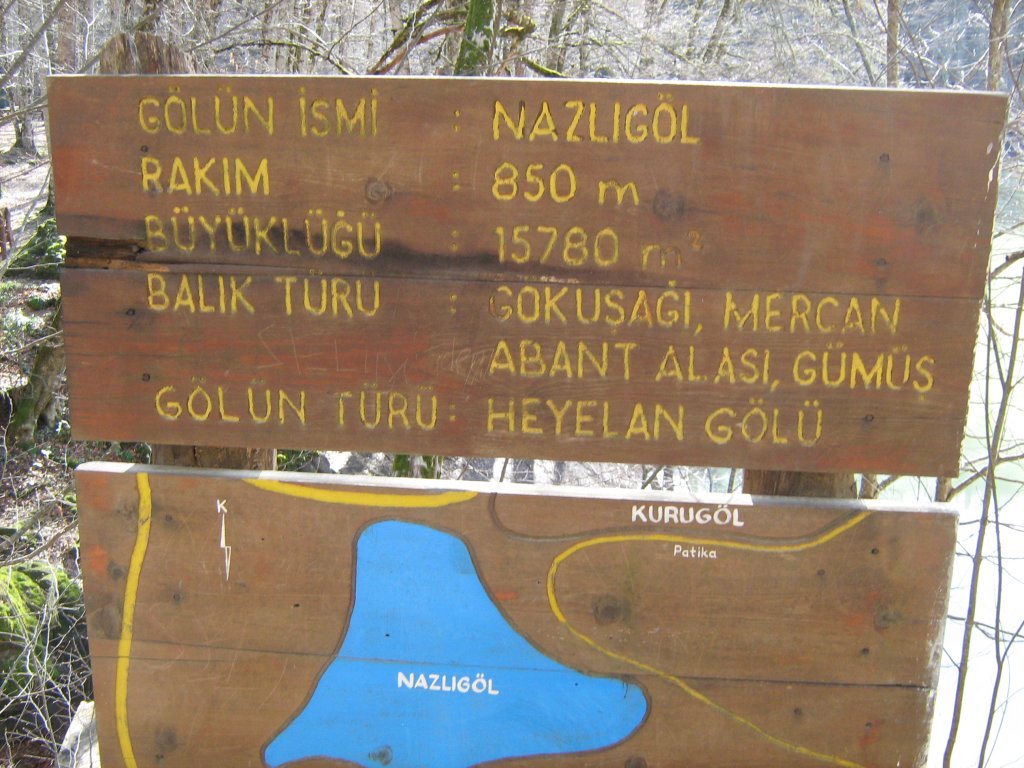 GÖLÜN İSMİ : NAZLIGÖL
RAKIM : 850 m
BÜYÜKLÜĞÜ : 15780 m²
BALIK TÜRÜ : GÖKUŞAĞI, MERCAN
ABANT ALASI, GÜMÜŞ
GÖLÜN TÜRÜ : HEYELAN GÖLÜ
K
KURUGÖL
Patika
NAZLIGÖL